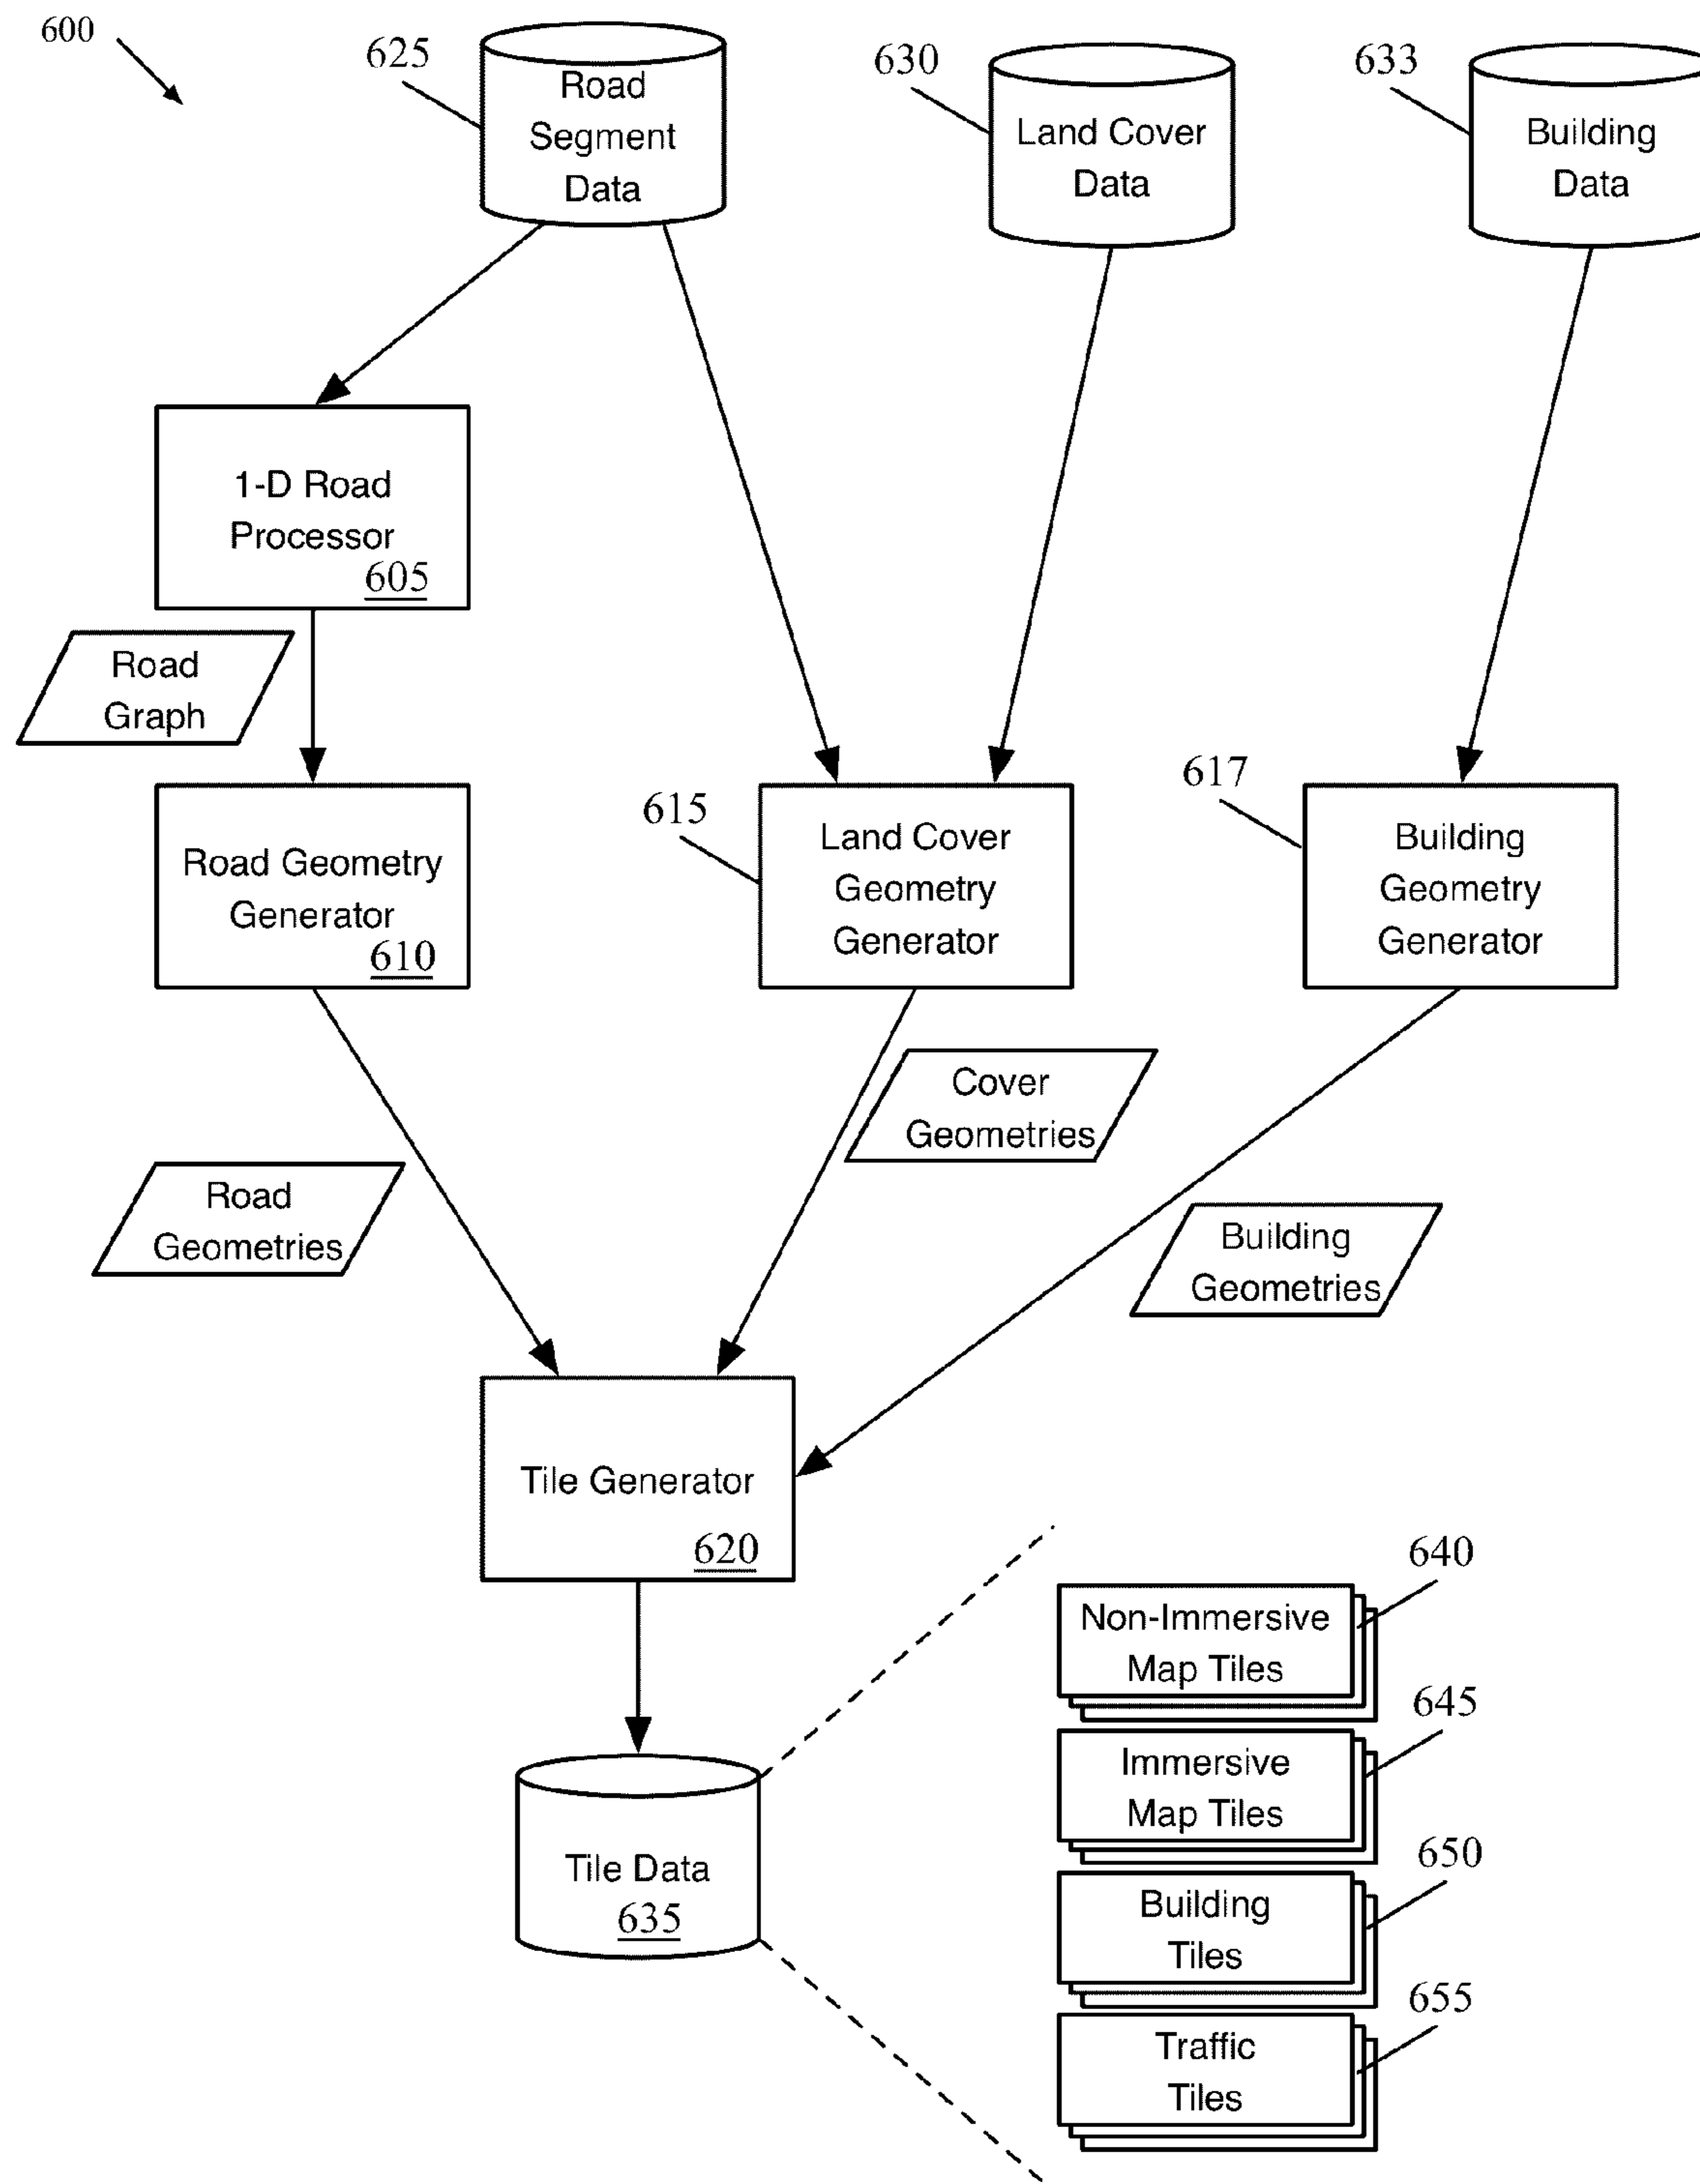 600
625
Road
Segment
Data
630
Land Cover
Data
633
Building
Data
1-D Road
Processor
605
Road
Graph
Road Geometry
Generator
610
615
Land Cover
Geometry
Generator
617
Building
Geometry
Generator
Cover
Geometries
Road
Geometries
Building
Geometries
Tile Generator
620
Tile Data
635
640
Non-Immersive
Map Tiles
645
Immersive
Map Tiles
650
Building
Tiles
655
Traffic
Tiles